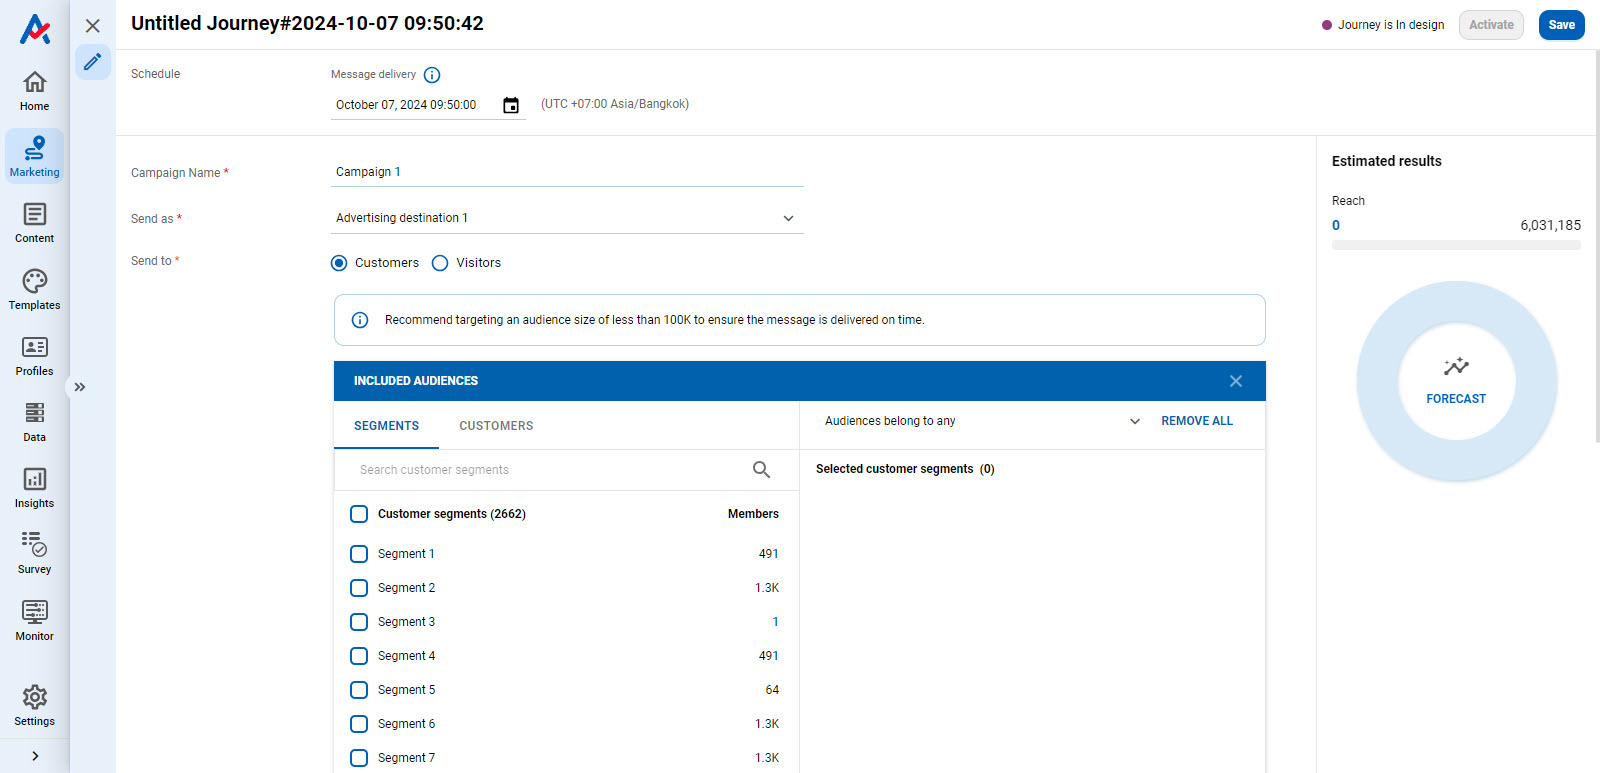 Untitled Journey#2024-10-07 09:50:42
Journey is In design
Activate
Save
Home
Marketing
Content
Templates
Profiles
Data
Insights
Survey
Monitor
Settings
Schedule
Message delivery
October 07, 2024 09:50:00
(UTC +07:00 Asia/Bangkok)
Campaign Name *
Campaign 1
Send as *
Advertising destination 1
Send to *
Customers
Visitors
Recommend targeting an audience size of less than 100K to ensure the message is delivered on time.
INCLUDED AUDIENCES
SEGMENTS
CUSTOMERS
Audiences belong to any
REMOVE ALL
Search customer segments
Selected customer segments (0)
Customer segments (2662) Members
Segment 1 491
Segment 2 1.3K
Segment 3 1
Segment 4 491
Segment 5 64
Segment 6 1.3K
Segment 7 1.3K
Estimated results
Reach
0 6,031,185
FORECAST